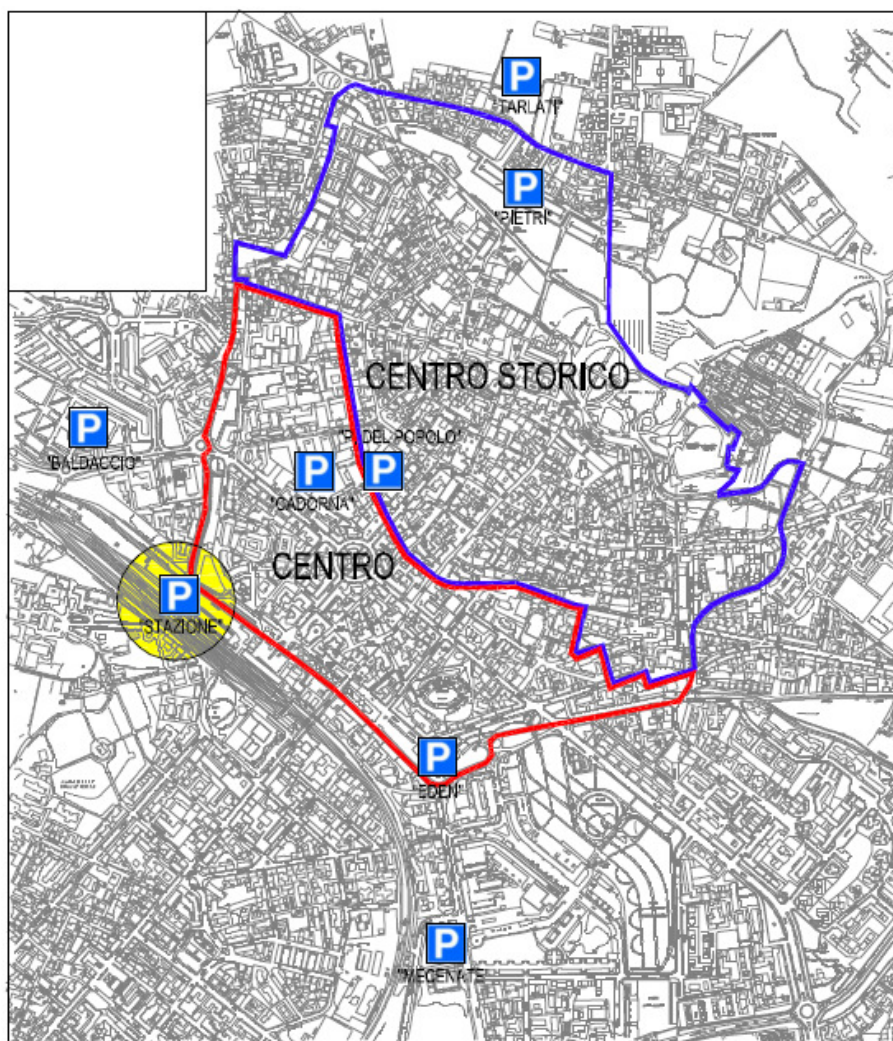 P
"TARLATI"
P
"PIETRI"
CENTRO STORICO
P
"BALDACCIO"
"P. DEL POPOLO"
P
P
"CADORNA"
CENTRO
P
"STAZIONE"
P
"EDEN"
P
"MECENATE